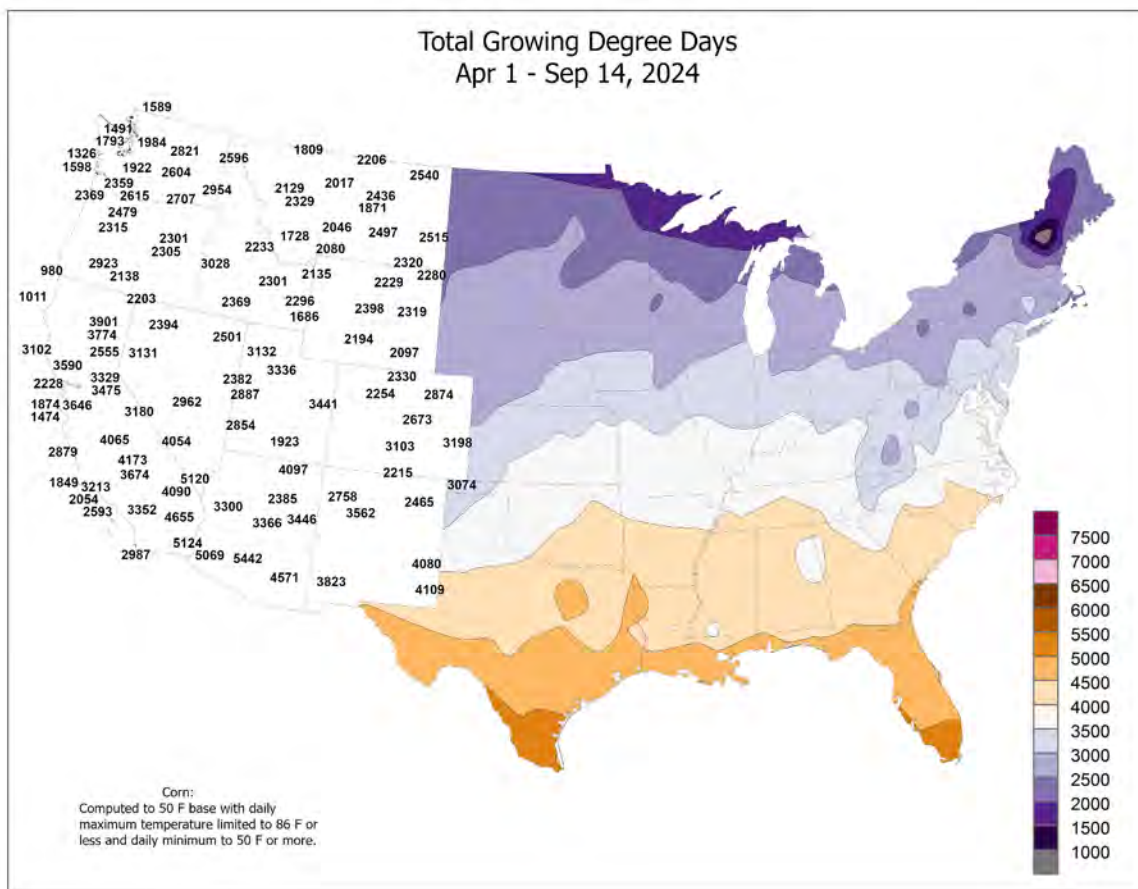 Total Growing Degree Days
Apr 1 - Sep 14, 2024
1589
1491
1793 1984
1326 2821
1598 1922 2604
2596
1809
2206
2540
2359
2369 2615 2707 2954
2479
2315
2129 2017 2436
2329 1871
2301
2305
2233 1728 2046 2497 2515
2080
2320
980 2923 2138 3028 2301 2135 2229 2280
1011 2203 2369 2296 2398 2319
1686
3901 2394
3774 2501 2194
3102 2555 3131 3132 2097
3590 3336 2330
2228 3329 2382
3475 2887 2254 2874
1874 3646 2962 3441
1474 3180 2673
2854
4065 4054 1923 3103 3198
2879
4173 4097
3674 5120 2215
1849 3213 4090 3074
2054 2385 2758 2465
2593 3352 3300 3562
4655 3366 3446
5124
2987 5069 5442
4080
4571 3823 4109
7500
7000
6500
6000
5500
5000
4500
4000
3500
3000
2500
2000
1500
1000
Corn:
Computed to 50 F base with daily
maximum temperature limited to 86 F or
less and daily minimum to 50 F or more.